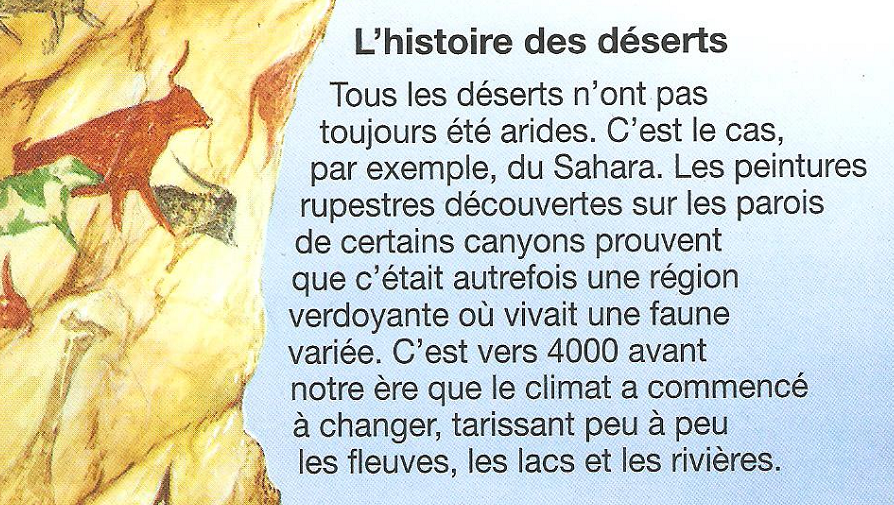 L’histoire des déserts
Tous les déserts n’ont pas
toujours été arides. C’est le cas,
par exemple, du Sahara. Les peintures
rupestres découvertes sur les parois
de certains canyons prouvent
que c’était autrefois une région
verdoyante où vivait une faune
variée. C’est vers 4000 avant
notre ère que le climat a commencé
à changer, tarissant peu à peu
les fleuves, les lacs et les rivières.